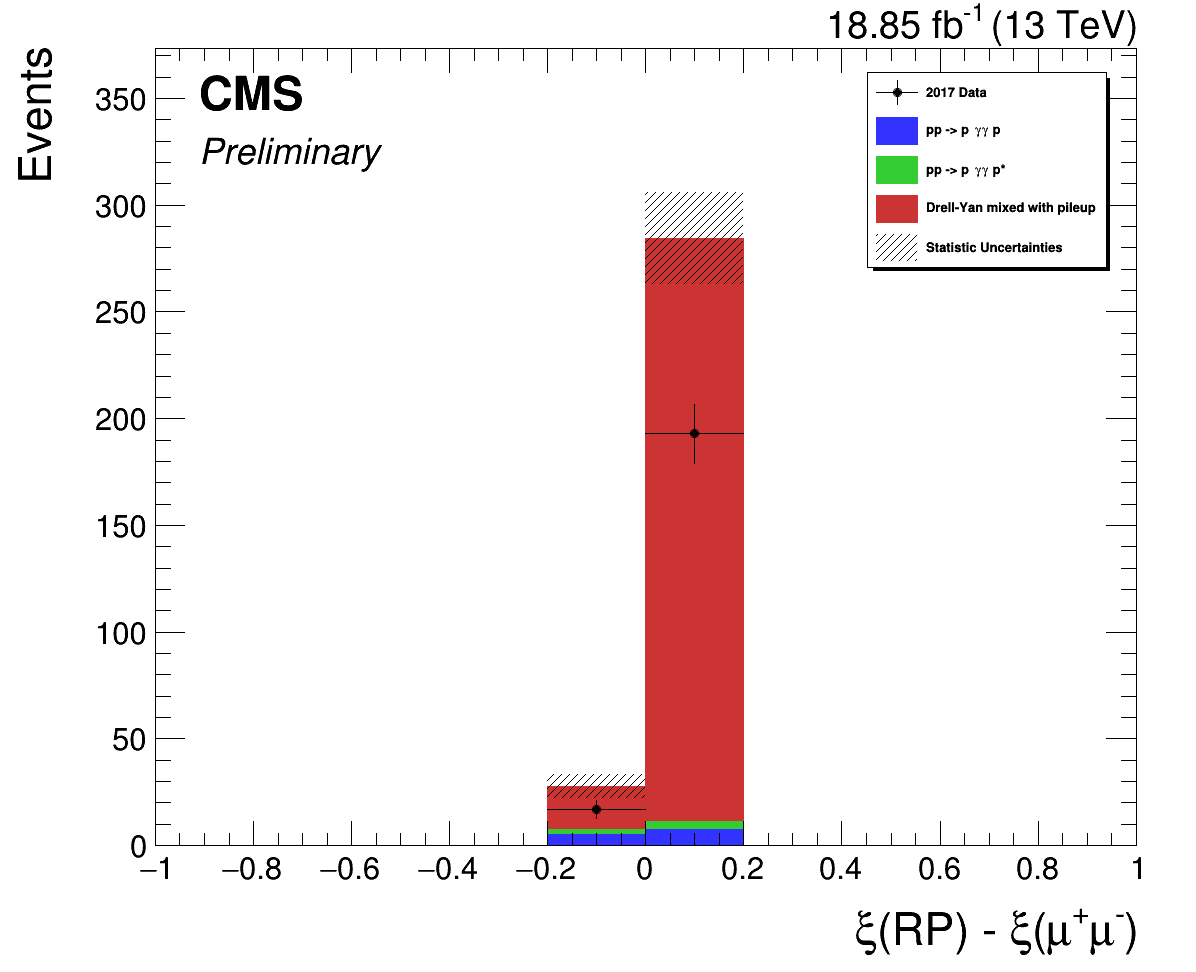 18.85 fb⁻¹ (13 TeV)
Events
CMS
Preliminary
2017 Data
pp -> p γγ p
pp -> p γγ p*
Drell-Yan mixed with pileup
Statistic Uncertainties
350
300
250
200
150
100
50
0
−1 −0.8 −0.6 −0.4 −0.2 0 0.2 0.4 0.6 0.8 1
ξ(RP) - ξ(μ⁺μ⁻)